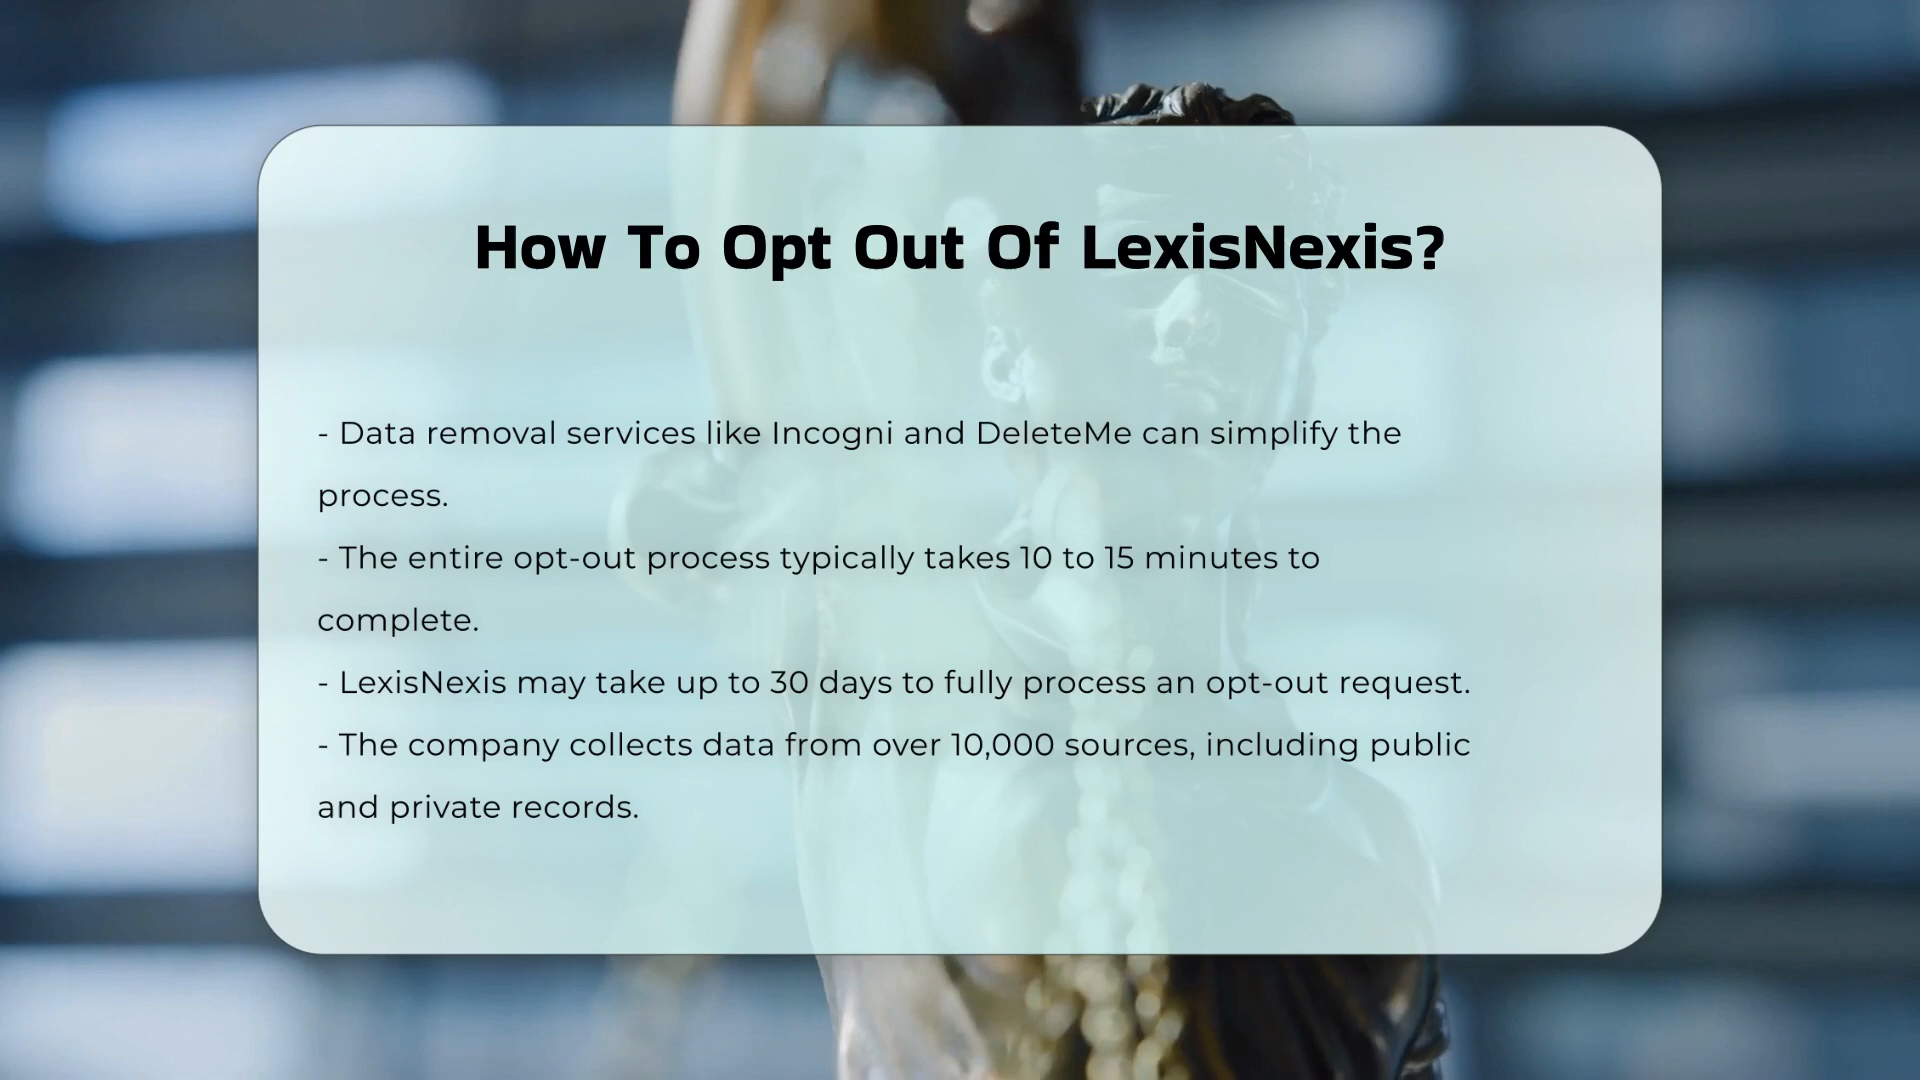 How To Opt Out Of LexisNexis?
- Data removal services like Incogni and DeleteMe can simplify the
process.
- The entire opt-out process typically takes 10 to 15 minutes to
complete.
- LexisNexis may take up to 30 days to fully process an opt-out request.
- The company collects data from over 10,000 sources, including public
and private records.